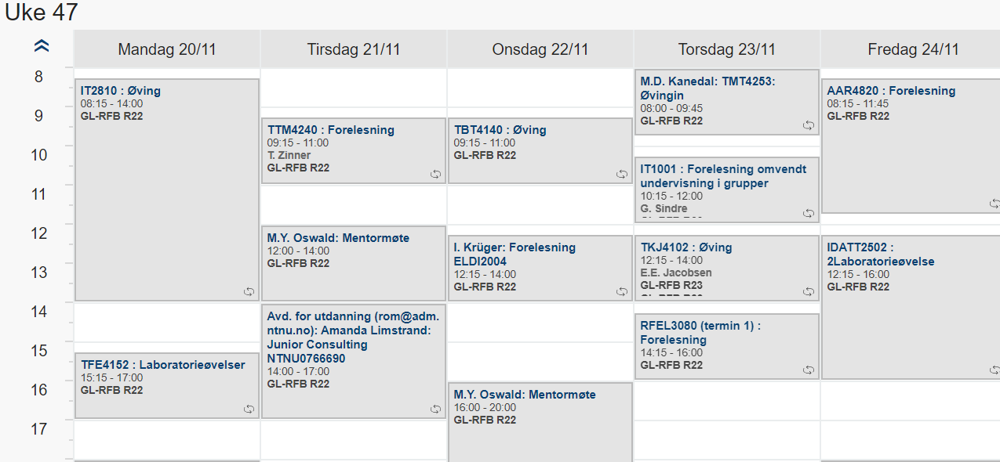 Uke 47
Mandag 20/11
Tirsdag 21/11
Onsdag 22/11
Torsdag 23/11
Fredag 24/11
8
9
10
11
12
13
14
15
16
17
IT2810 : Øving
08:15 - 14:00
GL-RFB R22
TFE4152 : Laboratorieøvelser
15:15 - 17:00
GL-RFB R22
TTM4240 : Forelesning
09:15 - 11:00
T. Zinner
GL-RFB R22
M.Y. Oswald: Mentormøte
12:00 - 14:00
GL-RFB R22
Avd. for utdanning (rom@adm.
ntnu.no): Amanda Limstrand:
Junior Consulting
NTNU0766690
14:00 - 17:00
GL-RFB R22
TBT4140 : Øving
09:15 - 11:00
GL-RFB R22
I. Krüger: Forelesning
ELDI2004
12:15 - 14:00
GL-RFB R22
M.Y. Oswald: Mentormøte
16:00 - 20:00
GL-RFB R22
M.D. Kanedal: TMT4253:
Øvingin
08:00 - 09:45
GL-RFB R22
IT1001 : Forelesning omvendt
undervisning i grupper
10:15 - 12:00
G. Sindre
TKJ4102 : Øving
12:15 - 14:00
E.E. Jacobsen
GL-RFB R23
RFEL3080 (termin 1) :
Forelesning
14:15 - 16:00
GL-RFB R22
AAR4820 : Forelesning
08:15 - 11:45
GL-RFB R22
IDATT2502 :
2Laboratorieøvelse
12:15 - 16:00
GL-RFB R22